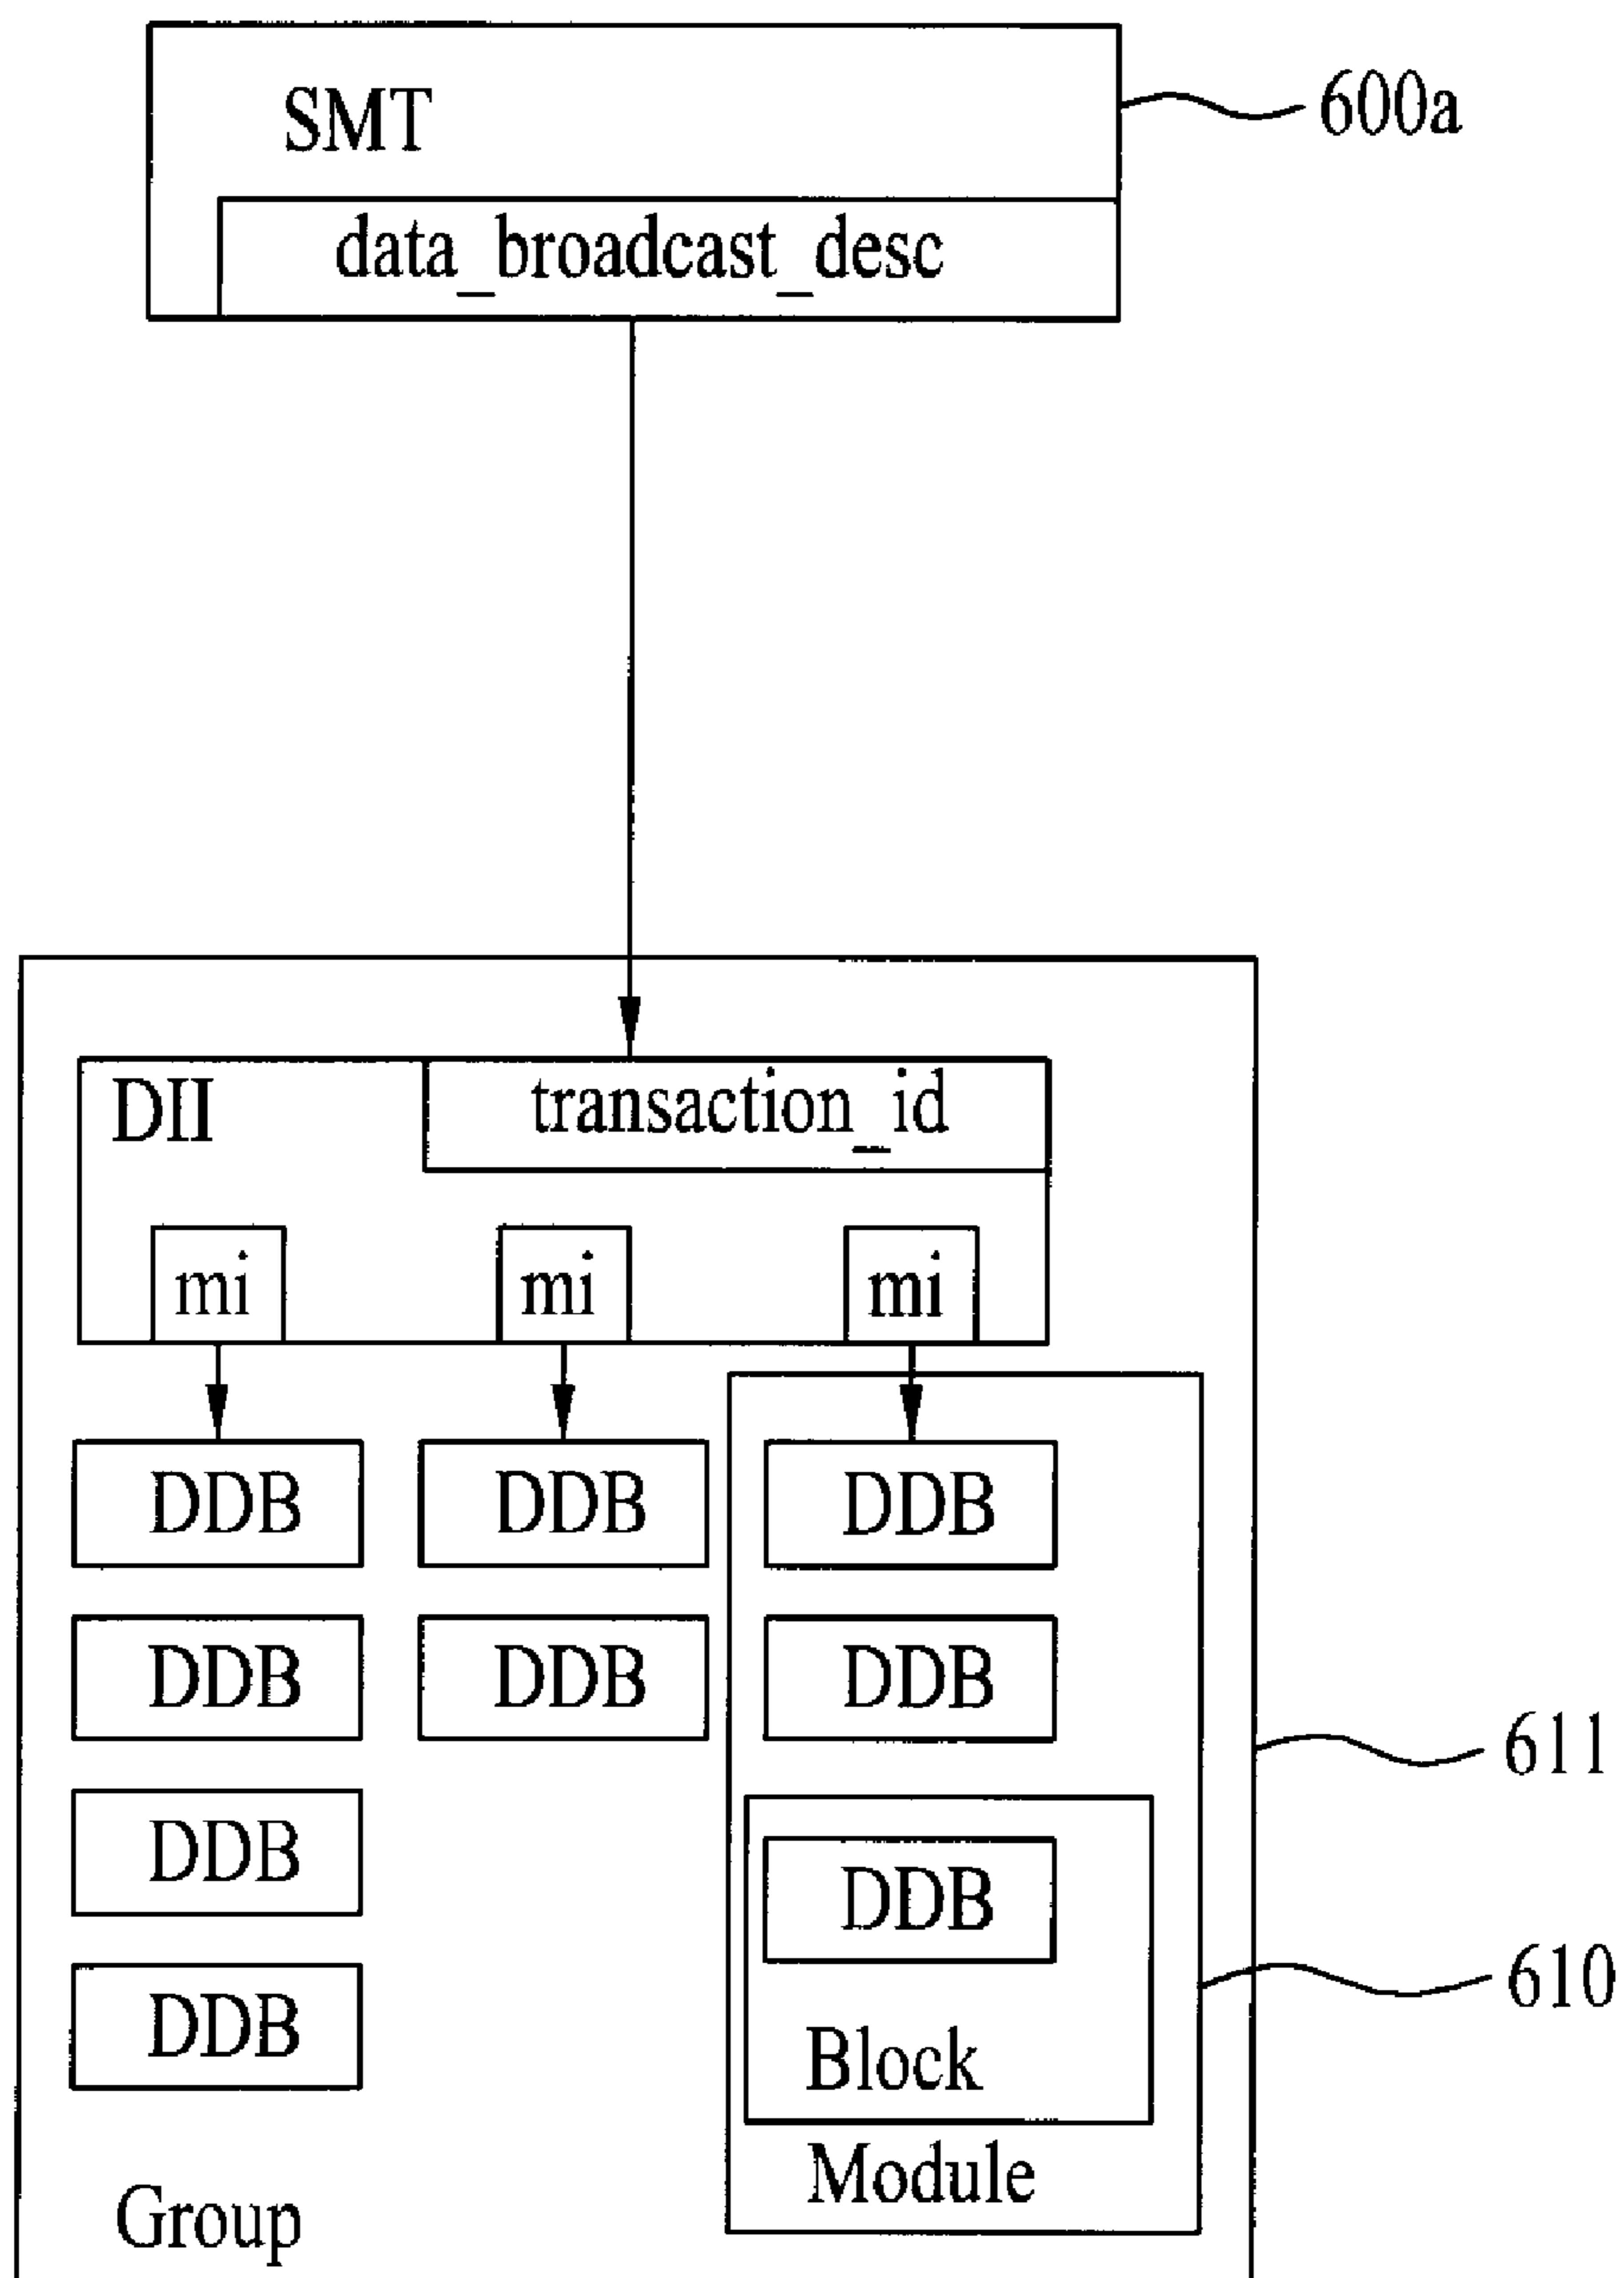 SMT
600a
data_broadcast_desc
DII
transaction_id
mi mi mi
DDB DDB DDB
DDB DDB DDB
611
DDB
DDB
610
DDB
Block
Module
Group